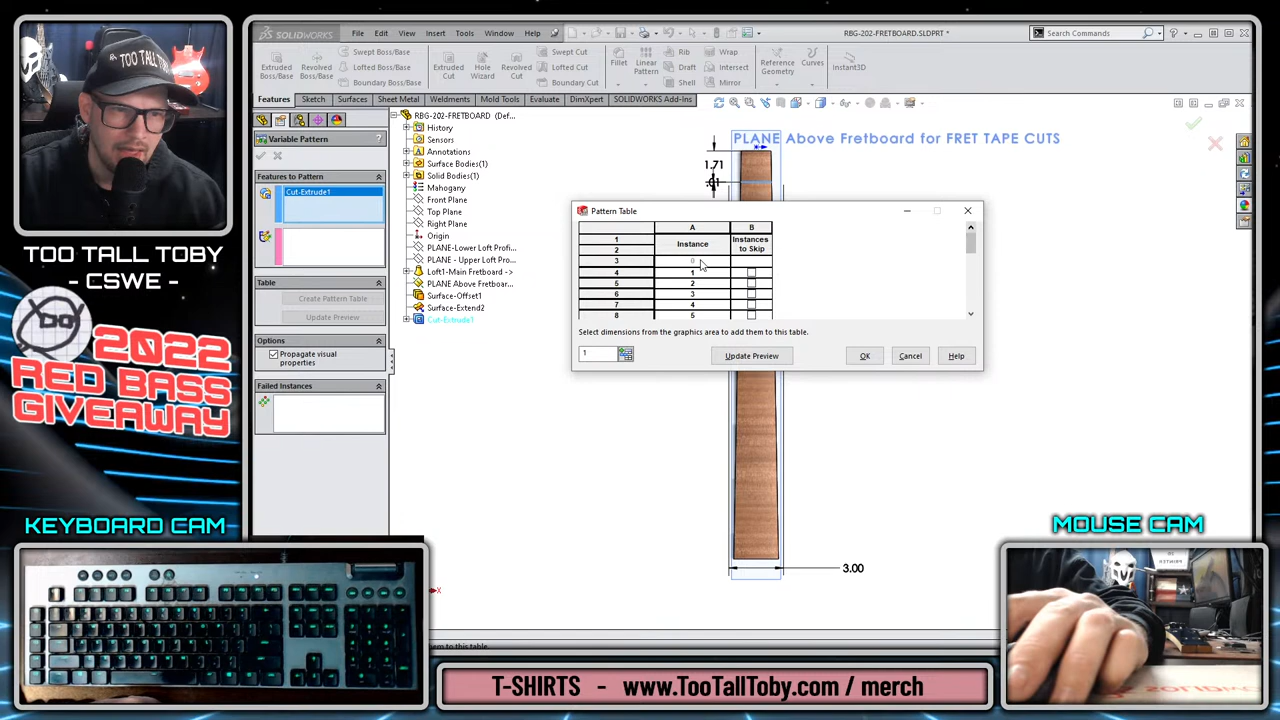 SOLIDWORKS
File Edit View Insert Tools Window Help
RBG-202-FRETBOARD.SLDPRT *
Search Commands
Extruded Boss/Base
Revolved Boss/Base
Swept Boss/Base
Lofted Boss/Base
Boundary Boss/Base
Extruded Cut
Hole Wizard
Revolved Cut
Swept Cut
Lofted Cut
Boundary Cut
Fillet
Linear Pattern
Rib
Draft
Shell
Wrap
Intersect
Mirror
Reference Geometry
Curves
Instant3D
Features Sketch Surfaces Sheet Metal Weldments Mold Tools Evaluate DimXpert SOLIDWORKS Add-Ins
Variable Pattern ?
Features to Pattern
Cut-Extrude1
Table
Create Pattern Table
Update Preview
Options
Propagate visual properties
Failed Instances
RBG-202-FRETBOARD (Def...
History
Sensors
Annotations
Surface Bodies(1)
Solid Bodies(1)
Mahogany
Front Plane
Top Plane
Right Plane
Origin
PLANE-Lower Loft Profi...
PLANE - Upper Loft Pro...
Loft1-Main Fretboard ->
PLANE Above Fretboar...
Surface-Offset1
Surface-Extend2
Cut-Extrude1
PLANE Above Fretboard for FRET TAPE CUTS
1.71
3.00
Pattern Table
A B
1
2 Instance Instances to Skip
3 0
4 1
5 2
6 3
7 4
8 5
Select dimensions from the graphics area to add them to this table.
1
Update Preview
OK
Cancel
Help
X
TOO TALL TOBY
- CSWE -
2022
RED BASS
GIVEAWAY
KEYBOARD CAM
MOUSE CAM
T-SHIRTS - www.TooTallToby.com / merch